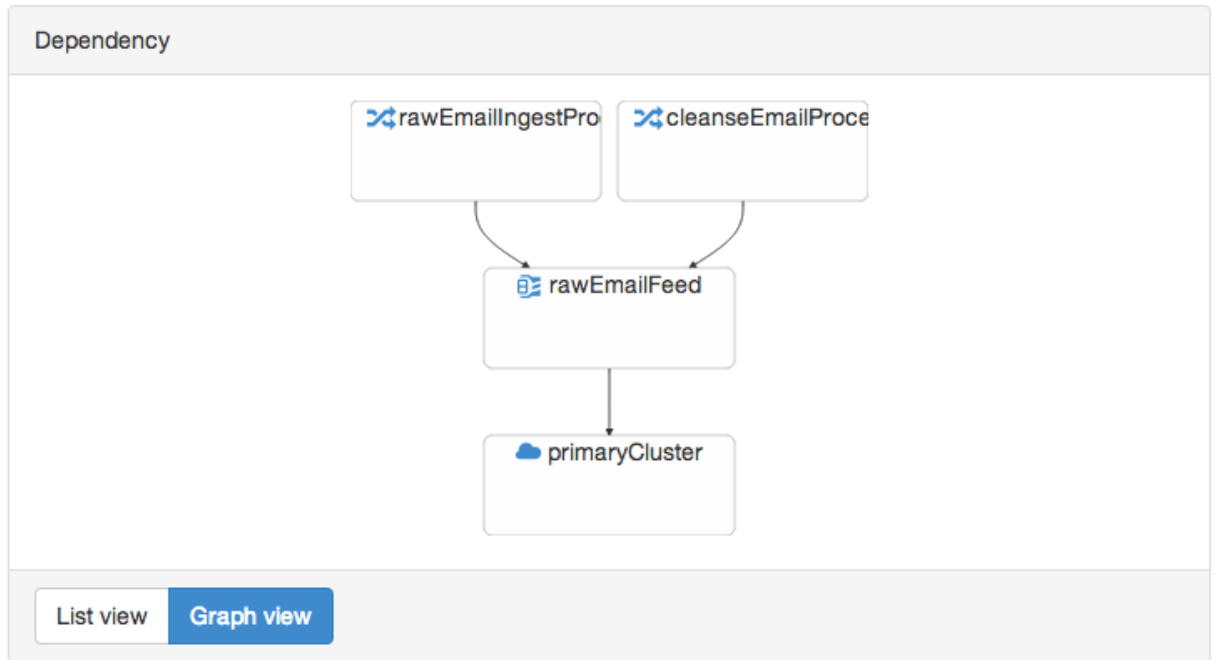 Dependency
rawEmailIngestPro
cleanseEmailProce
rawEmailFeed
primaryCluster
List view
Graph view